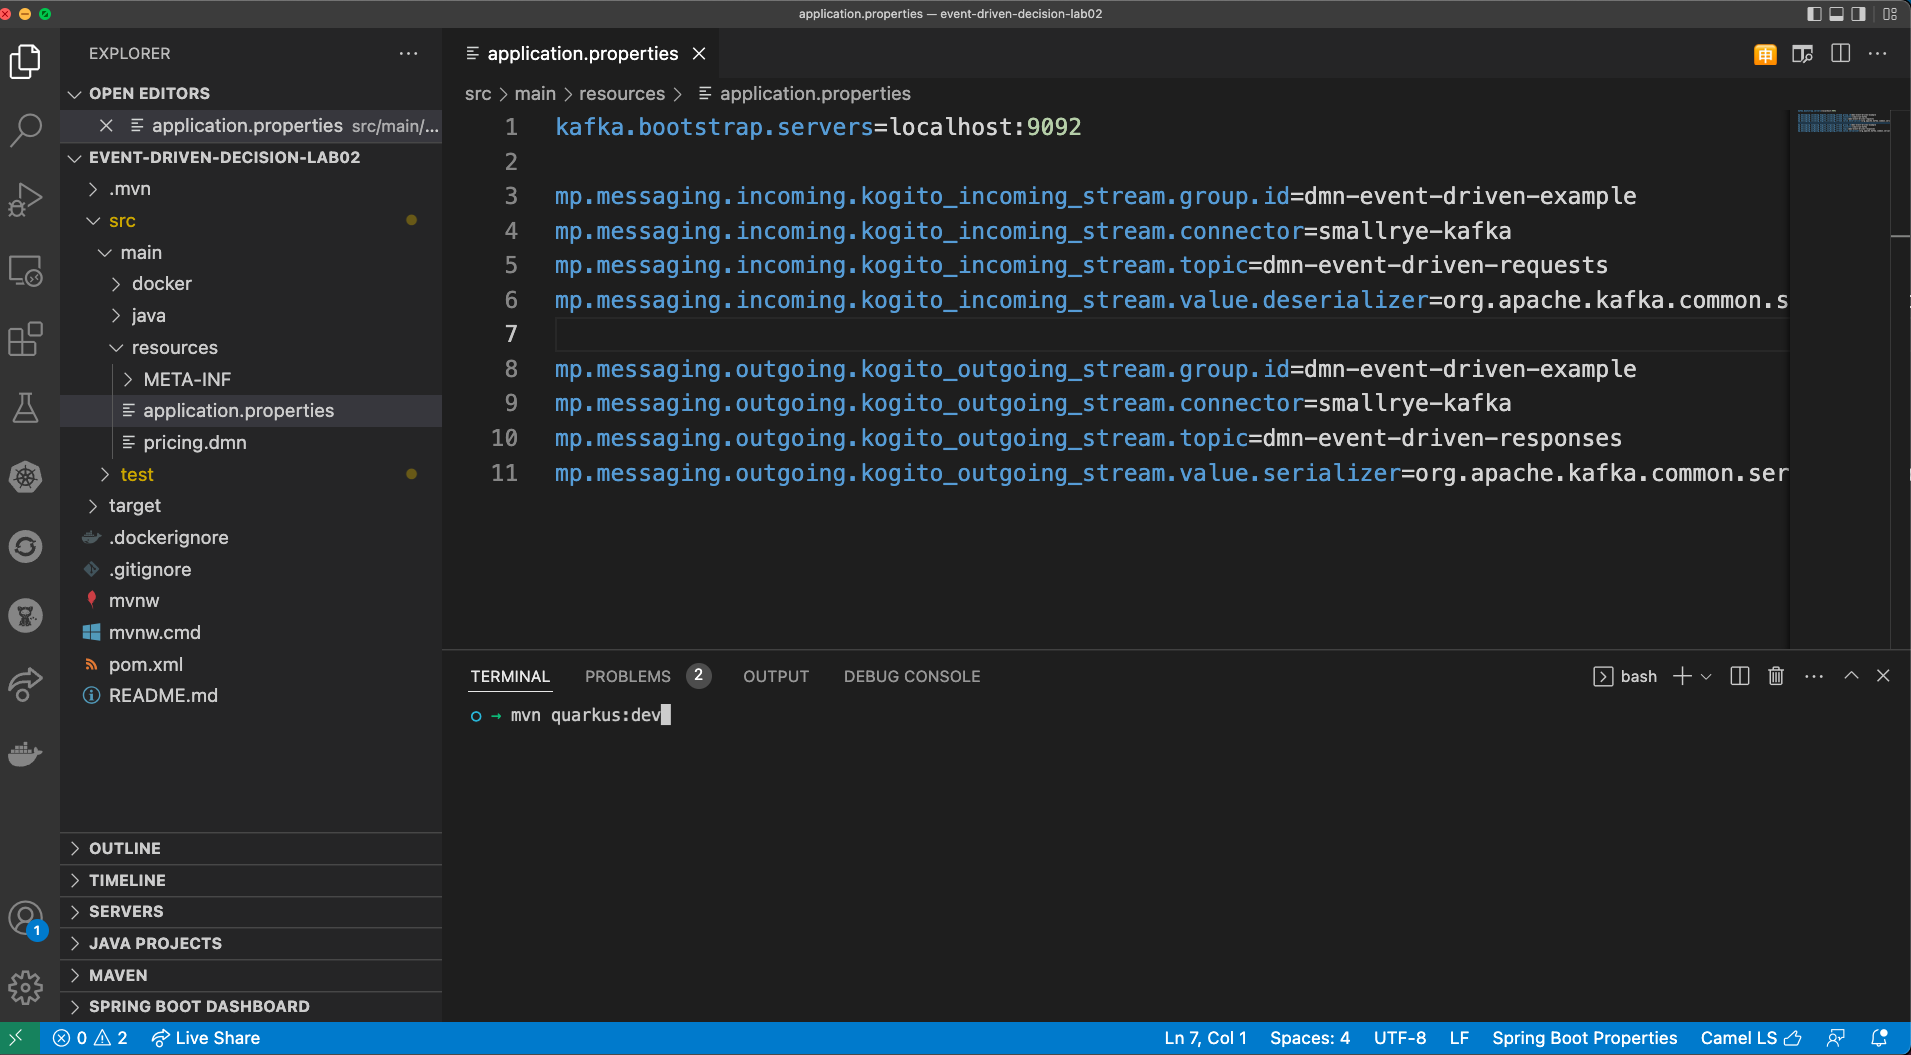 application.properties — event-driven-decision-lab02
EXPLORER
OPEN EDITORS
application.properties src/main/...
EVENT-DRIVEN-DECISION-LAB02
.mvn
src
main
docker
java
resources
META-INF
application.properties
pricing.dmn
test
target
.dockerignore
.gitignore
mvnw
mvnw.cmd
pom.xml
README.md
OUTLINE
TIMELINE
SERVERS
JAVA PROJECTS
MAVEN
SPRING BOOT DASHBOARD
1
application.properties
申
src > main > resources > application.properties
1 kafka.bootstrap.servers=localhost:9092
2
3 mp.messaging.incoming.kogito_incoming_stream.group.id=dmn-event-driven-example
4 mp.messaging.incoming.kogito_incoming_stream.connector=smallrye-kafka
5 mp.messaging.incoming.kogito_incoming_stream.topic=dmn-event-driven-requests
6 mp.messaging.incoming.kogito_incoming_stream.value.deserializer=org.apache.kafka.common.s
7
8 mp.messaging.outgoing.kogito_outgoing_stream.group.id=dmn-event-driven-example
9 mp.messaging.outgoing.kogito_outgoing_stream.connector=smallrye-kafka
10 mp.messaging.outgoing.kogito_outgoing_stream.topic=dmn-event-driven-responses
11 mp.messaging.outgoing.kogito_outgoing_stream.value.serializer=org.apache.kafka.common.ser
TERMINAL PROBLEMS 2 OUTPUT DEBUG CONSOLE bash
→ mvn quarkus:dev
0 2 Live Share Ln 7, Col 1 Spaces: 4 UTF-8 LF Spring Boot Properties Camel LS